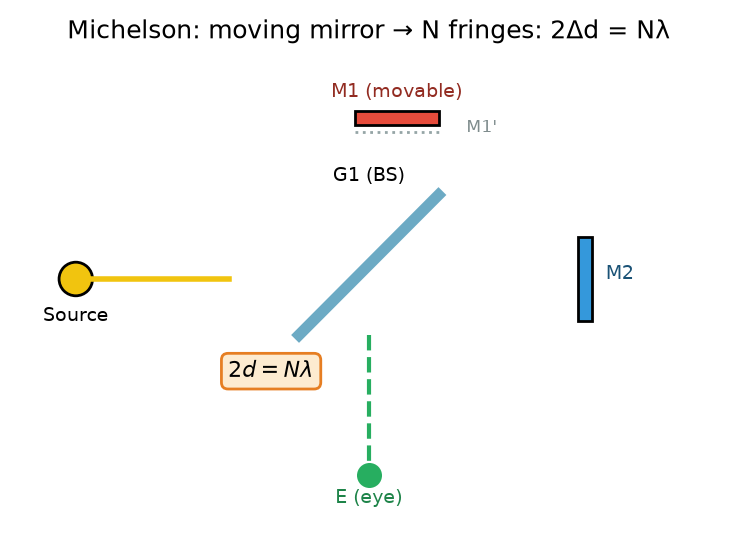 Michelson: moving mirror → N fringes: 2Δd = Nλ
M1 (movable)
M1'
G1 (BS)
M2
Source
2d = Nλ
E (eye)